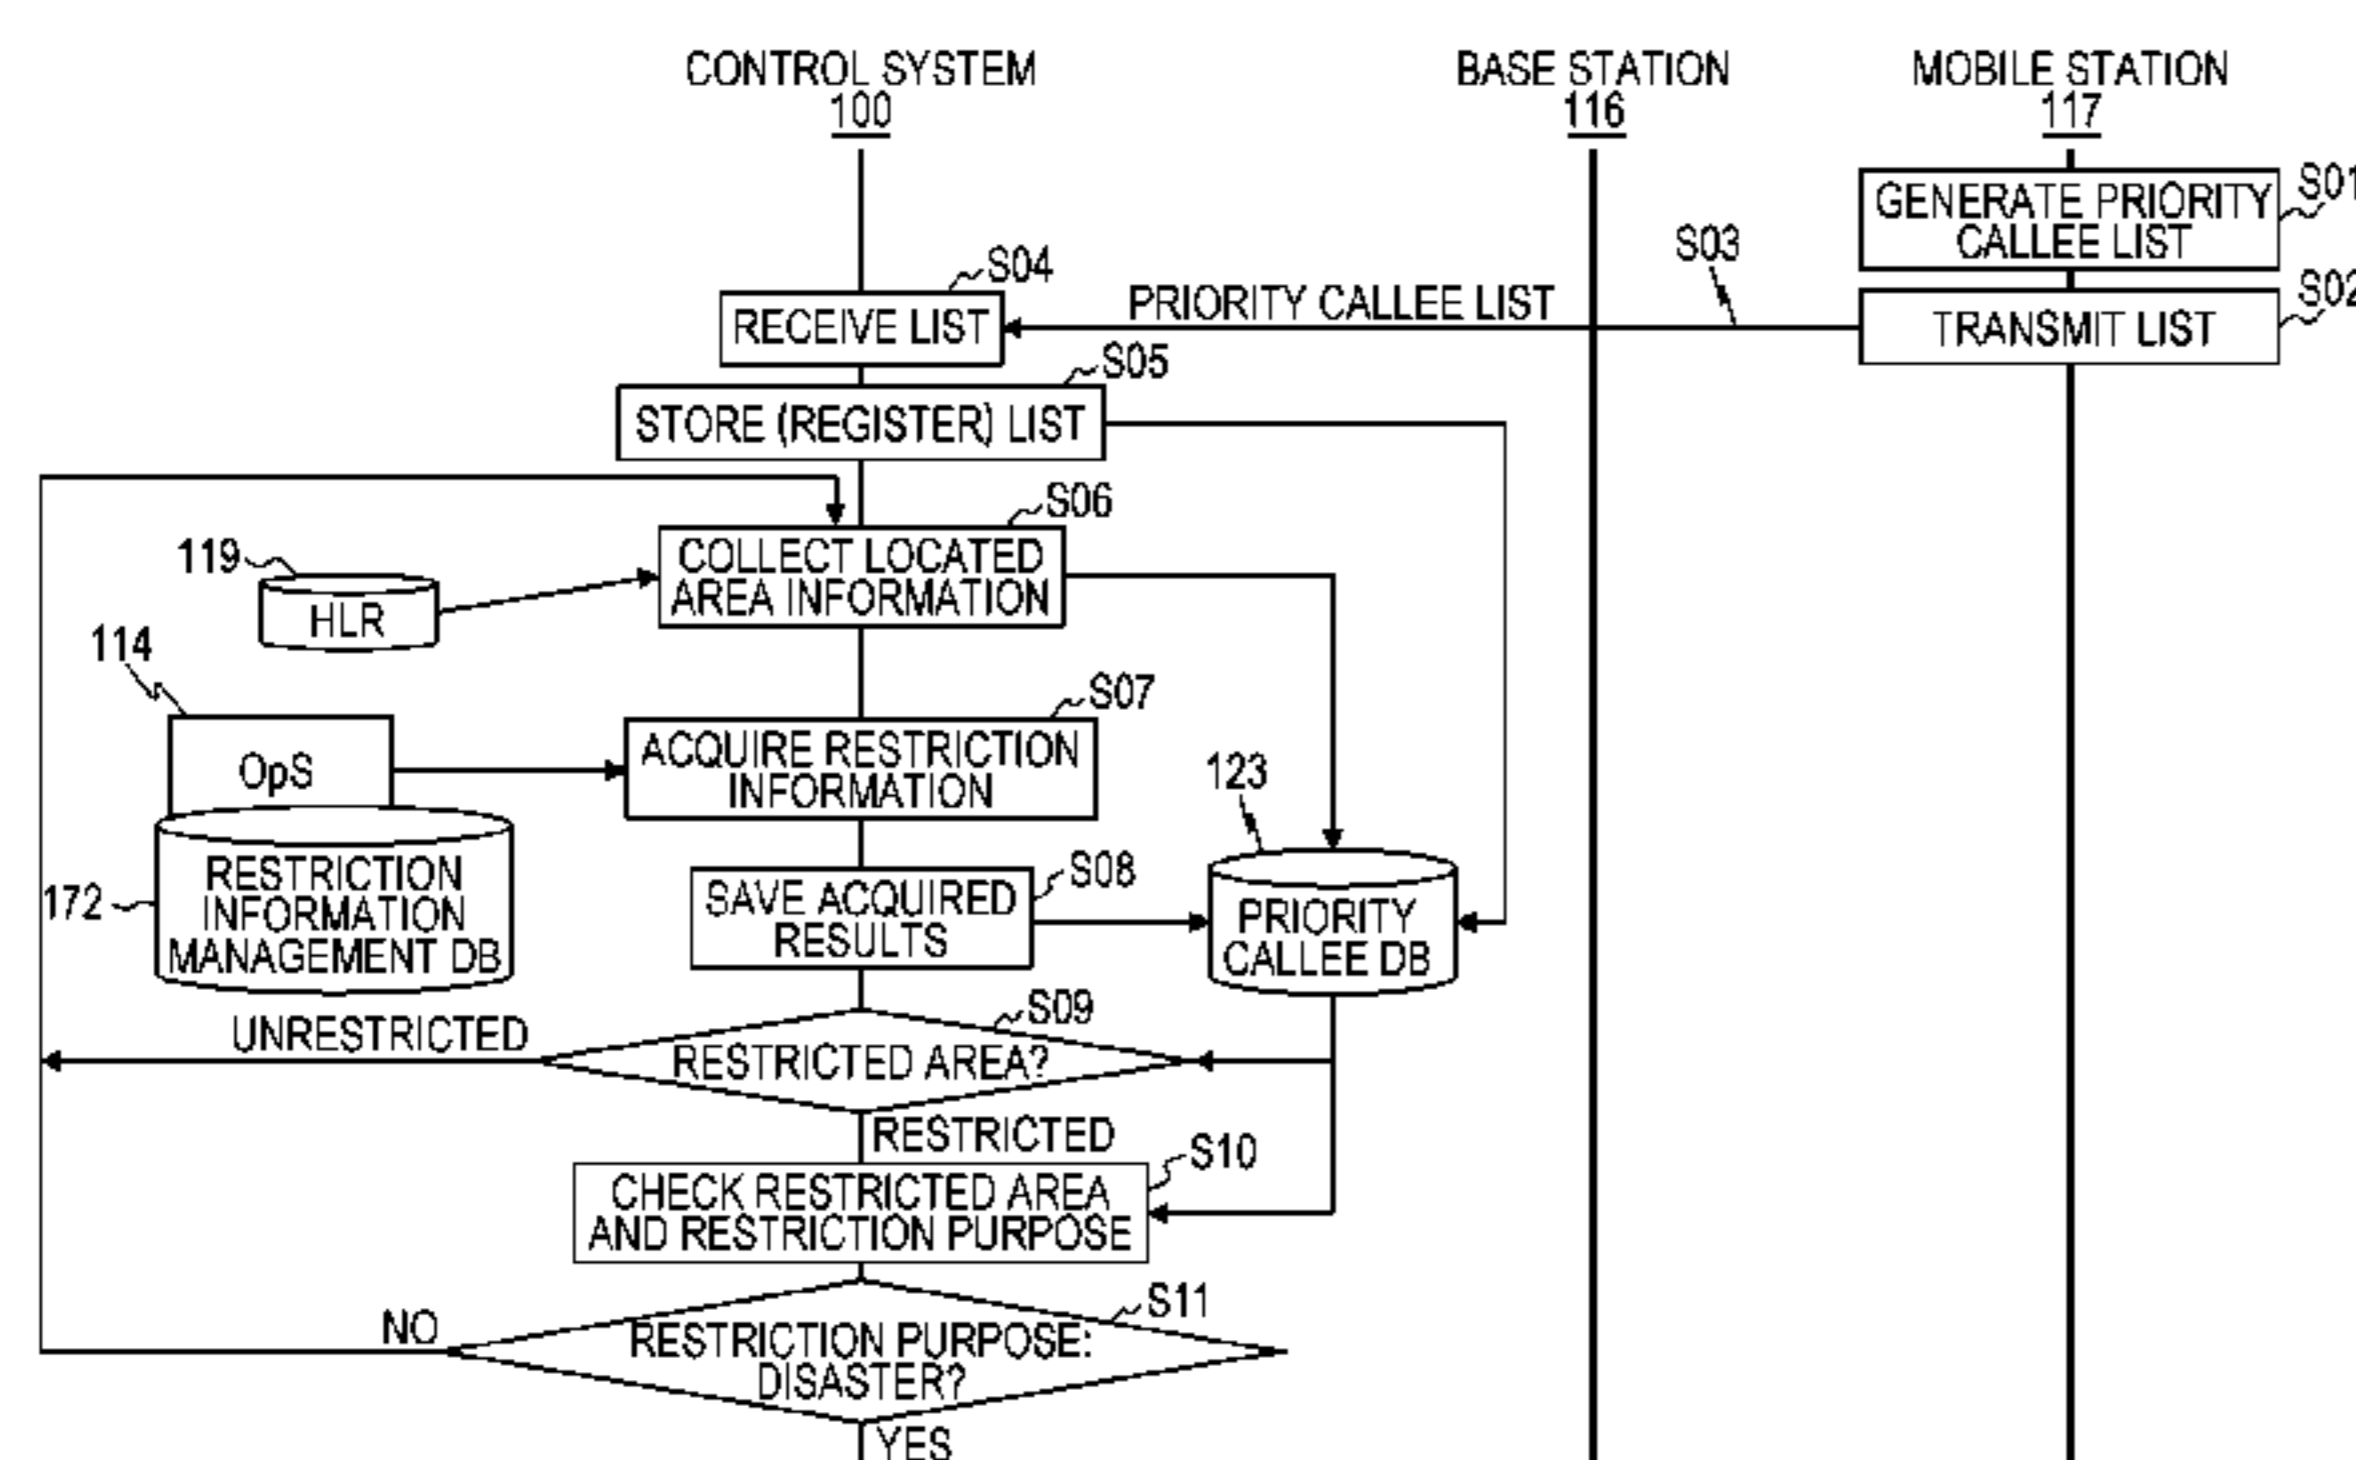 CONTROL SYSTEM
100
BASE STATION
116
MOBILE STATION
117
S01
GENERATE PRIORITY
CALLEE LIST
S02
TRANSMIT LIST
S03
PRIORITY CALLEE LIST
S04
RECEIVE LIST
S05
STORE (REGISTER) LIST
S06
COLLECT LOCATED
AREA INFORMATION
119
HLR
114
OpS
S07
ACQUIRE RESTRICTION
INFORMATION
172
RESTRICTION
INFORMATION
MANAGEMENT DB
S08
SAVE ACQUIRED
RESULTS
123
PRIORITY
CALLEE DB
S09
RESTRICTED AREA?
UNRESTRICTED
RESTRICTED
S10
CHECK RESTRICTED AREA
AND RESTRICTION PURPOSE
S11
RESTRICTION PURPOSE:
DISASTER?
NO
YES